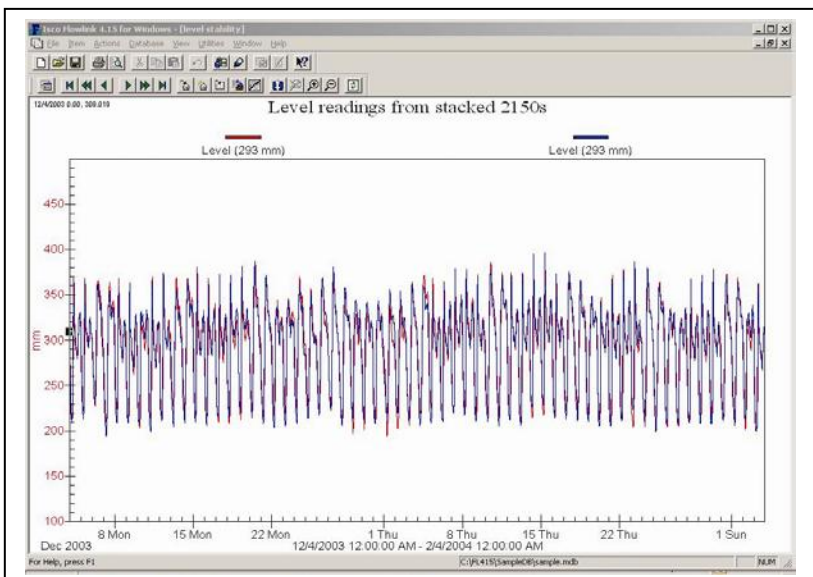 Isco Flowlink 4.15 for Windows - [level stability]
File Item Actions Database View Utilities Window Help
12/4/2003 0:00, 309.019
Level readings from stacked 2150s
Level (293 mm) Level (293 mm)
450
400
350
300
mm
250
200
150
100
8 Mon 15 Mon 22 Mon 1 Thu 8 Thu 15 Thu 22 Thu 1 Sun
Dec 2003 12/4/2003 12:00:00 AM - 2/4/2004 12:00:00 AM
For Help, press F1 C:\FL415\SampleDB\sample.mdb NUM